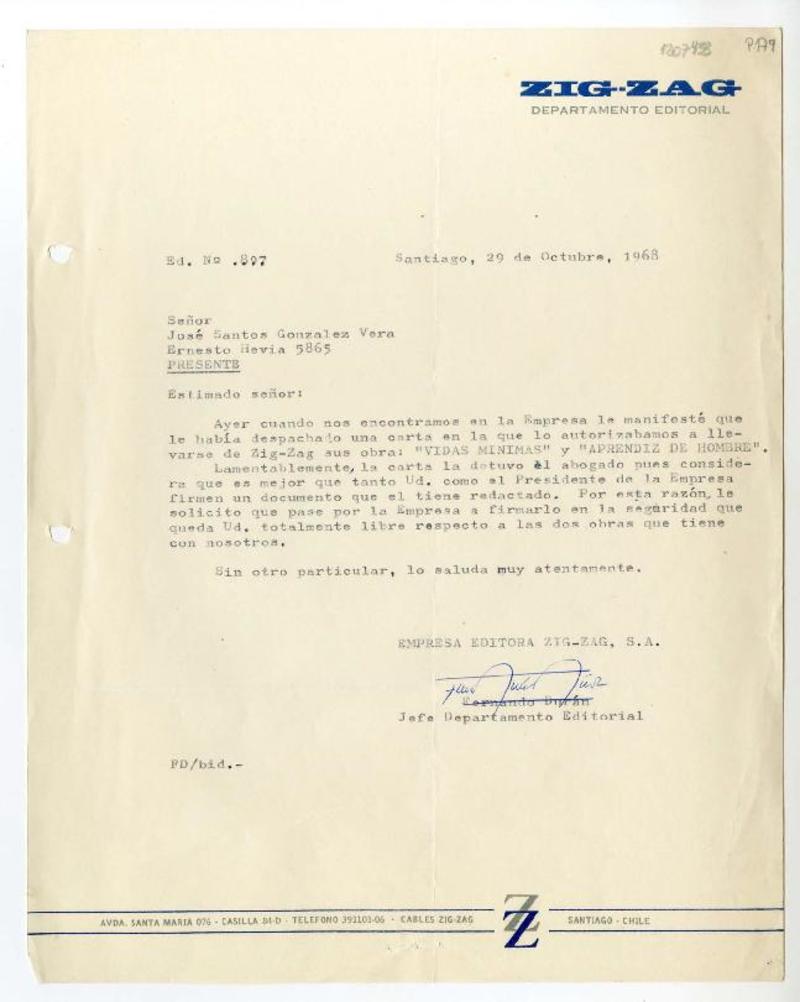 1207498
P.179
ZIG-ZAG
DEPARTAMENTO EDITORIAL
Ed. Nº .897
Santiago, 29 de Octubre, 1968
Señor
José Santos Gonzalez Vera
Ernesto Hevia 5865
PRESENTE
Estimado señor:
Ayer cuando nos encontramos en la Empresa le manifesté que
le había despachado una carta en la que lo autorizabamos a lle-
varse de Zig-Zag sus obra: "VIDAS MINIMAS" y "APRENDIZ DE HOMBRE".
Lamentablemente, la carta la detuvo él abogado pues conside-
ra que es mejor que tanto Ud. como el Presidente de la Empresa
firmen un documento que el tiene redactado. Por esta razón, le
solicito que pase por la Empresa a firmarlo en la seguridad que
queda Ud. totalmente libre respecto a las dos obras que tiene
con nosotros.
Sin otro particular, lo saluda muy atentamente.
EMPRESA EDITORA ZIG-ZAG, S.A.
Fernando Durán
Jefe Departamento Editorial
FD/bid.-
AVDA. SANTA MARIA 076 - CASILLA 84-D - TELEFONO 391101-06 - CABLES ZIG-ZAG
SANTIAGO - CHILE